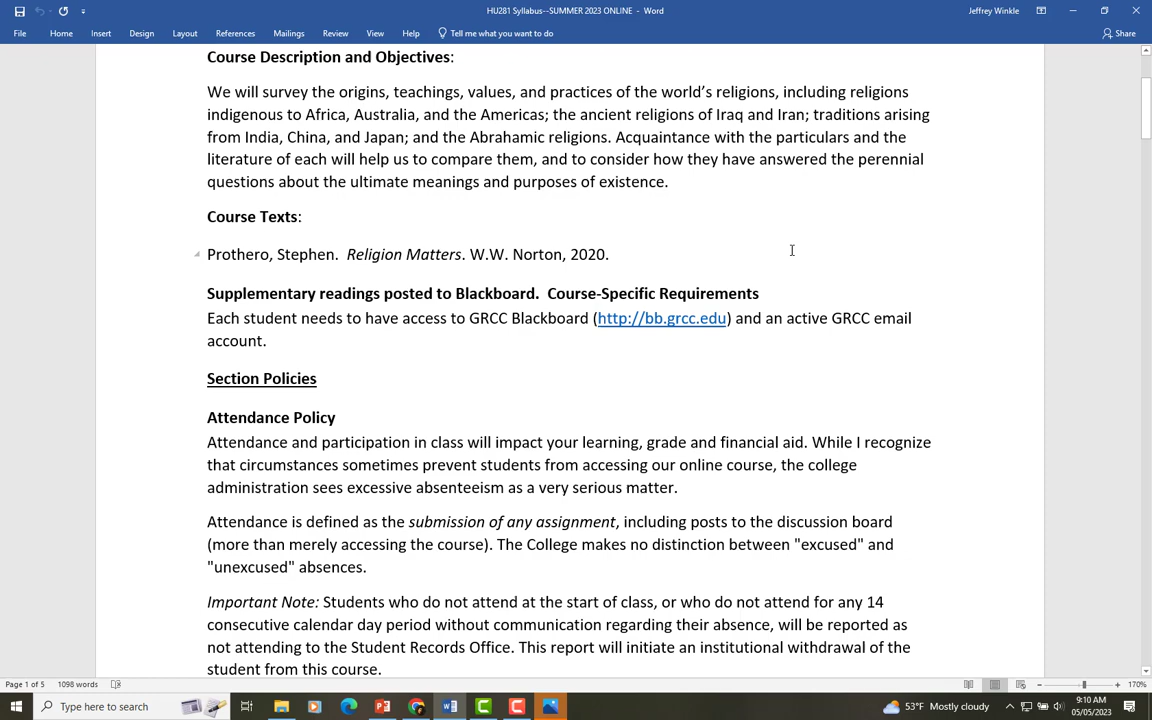 HU281 Syllabus--SUMMER 2023 ONLINE - Word
Jeffrey Winkle
File Home Insert Design Layout References Mailings Review View Help Tell me what you want to do Share
Course Description and Objectives:
We will survey the origins, teachings, values, and practices of the world’s religions, including religions
indigenous to Africa, Australia, and the Americas; the ancient religions of Iraq and Iran; traditions arising
from India, China, and Japan; and the Abrahamic religions. Acquaintance with the particulars and the
literature of each will help us to compare them, and to consider how they have answered the perennial
questions about the ultimate meanings and purposes of existence.
Course Texts:
Prothero, Stephen. Religion Matters. W.W. Norton, 2020.
Supplementary readings posted to Blackboard. Course-Specific Requirements
Each student needs to have access to GRCC Blackboard (http://bb.grcc.edu) and an active GRCC email
account.
Section Policies
Attendance Policy
Attendance and participation in class will impact your learning, grade and financial aid. While I recognize
that circumstances sometimes prevent students from accessing our online course, the college
administration sees excessive absenteeism as a very serious matter.
Attendance is defined as the submission of any assignment, including posts to the discussion board
(more than merely accessing the course). The College makes no distinction between "excused" and
"unexcused" absences.
Important Note: Students who do not attend at the start of class, or who do not attend for any 14
consecutive calendar day period without communication regarding their absence, will be reported as
not attending to the Student Records Office. This report will initiate an institutional withdrawal of the
student from this course.
Page 1 of 5 1098 words 170%
Type here to search
53°F Mostly cloudy
9:10 AM
05/05/2023